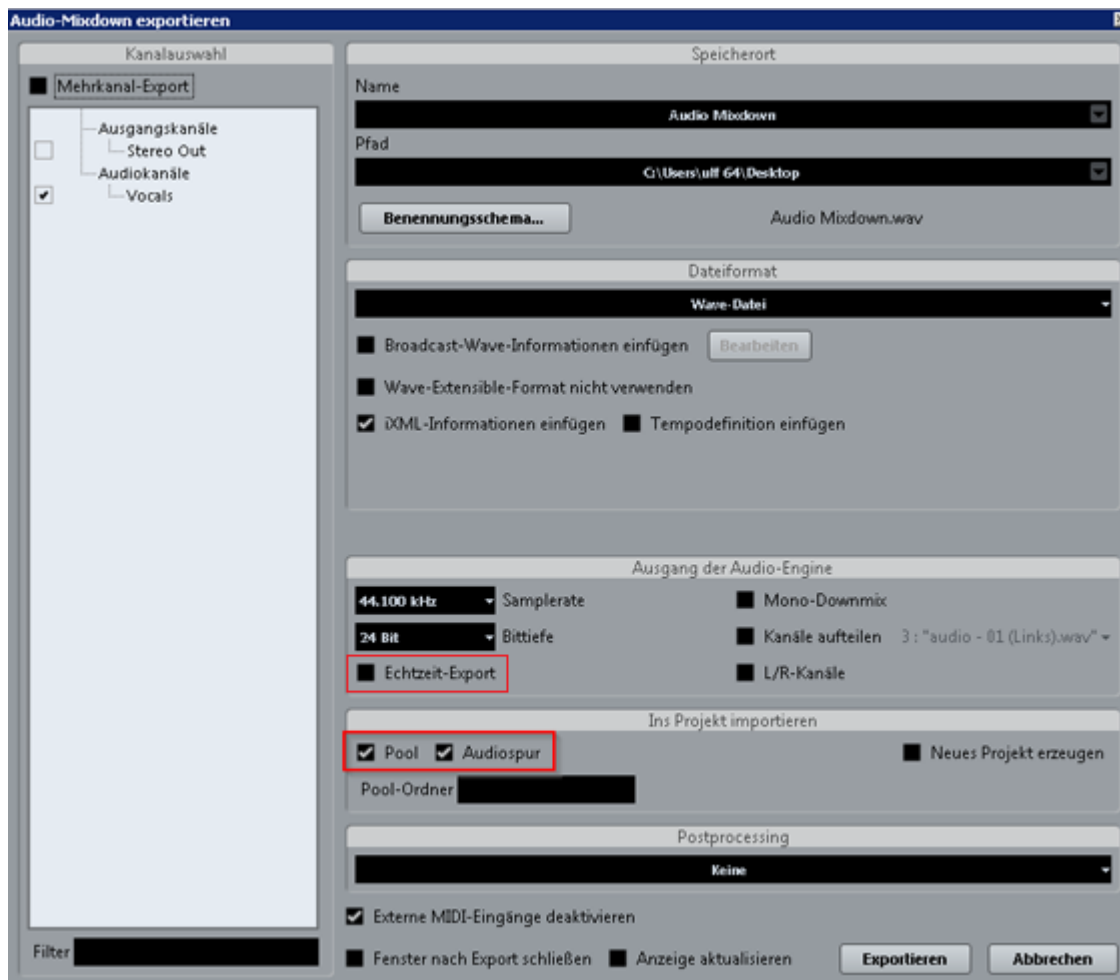 Audio-Mixdown exportieren
Kanalauswahl
Mehrkanal-Export
Ausgangskanäle
Stereo Out
Audiokanäle
Vocals
Filter
Speicherort
Name
Audio Mixdown
Pfad
C:\Users\ulf 64\Desktop
Benennungsschema... Audio Mixdown.wav
Dateiformat
Wave-Datei
Broadcast-Wave-Informationen einfügen Bearbeiten
Wave-Extensible-Format nicht verwenden
iXML-Informationen einfügen Tempodefinition einfügen
Ausgang der Audio-Engine
44.100 kHz Samplerate Mono-Downmix
24 Bit Bittiefe Kanäle aufteilen 3 : "audio - 01 (Links).wav"
Echtzeit-Export L/R-Kanäle
Ins Projekt importieren
Pool Audiospur Neues Projekt erzeugen
Pool-Ordner
Postprocessing
Keine
Externe MIDI-Eingänge deaktivieren
Fenster nach Export schließen Anzeige aktualisieren Exportieren Abbrechen